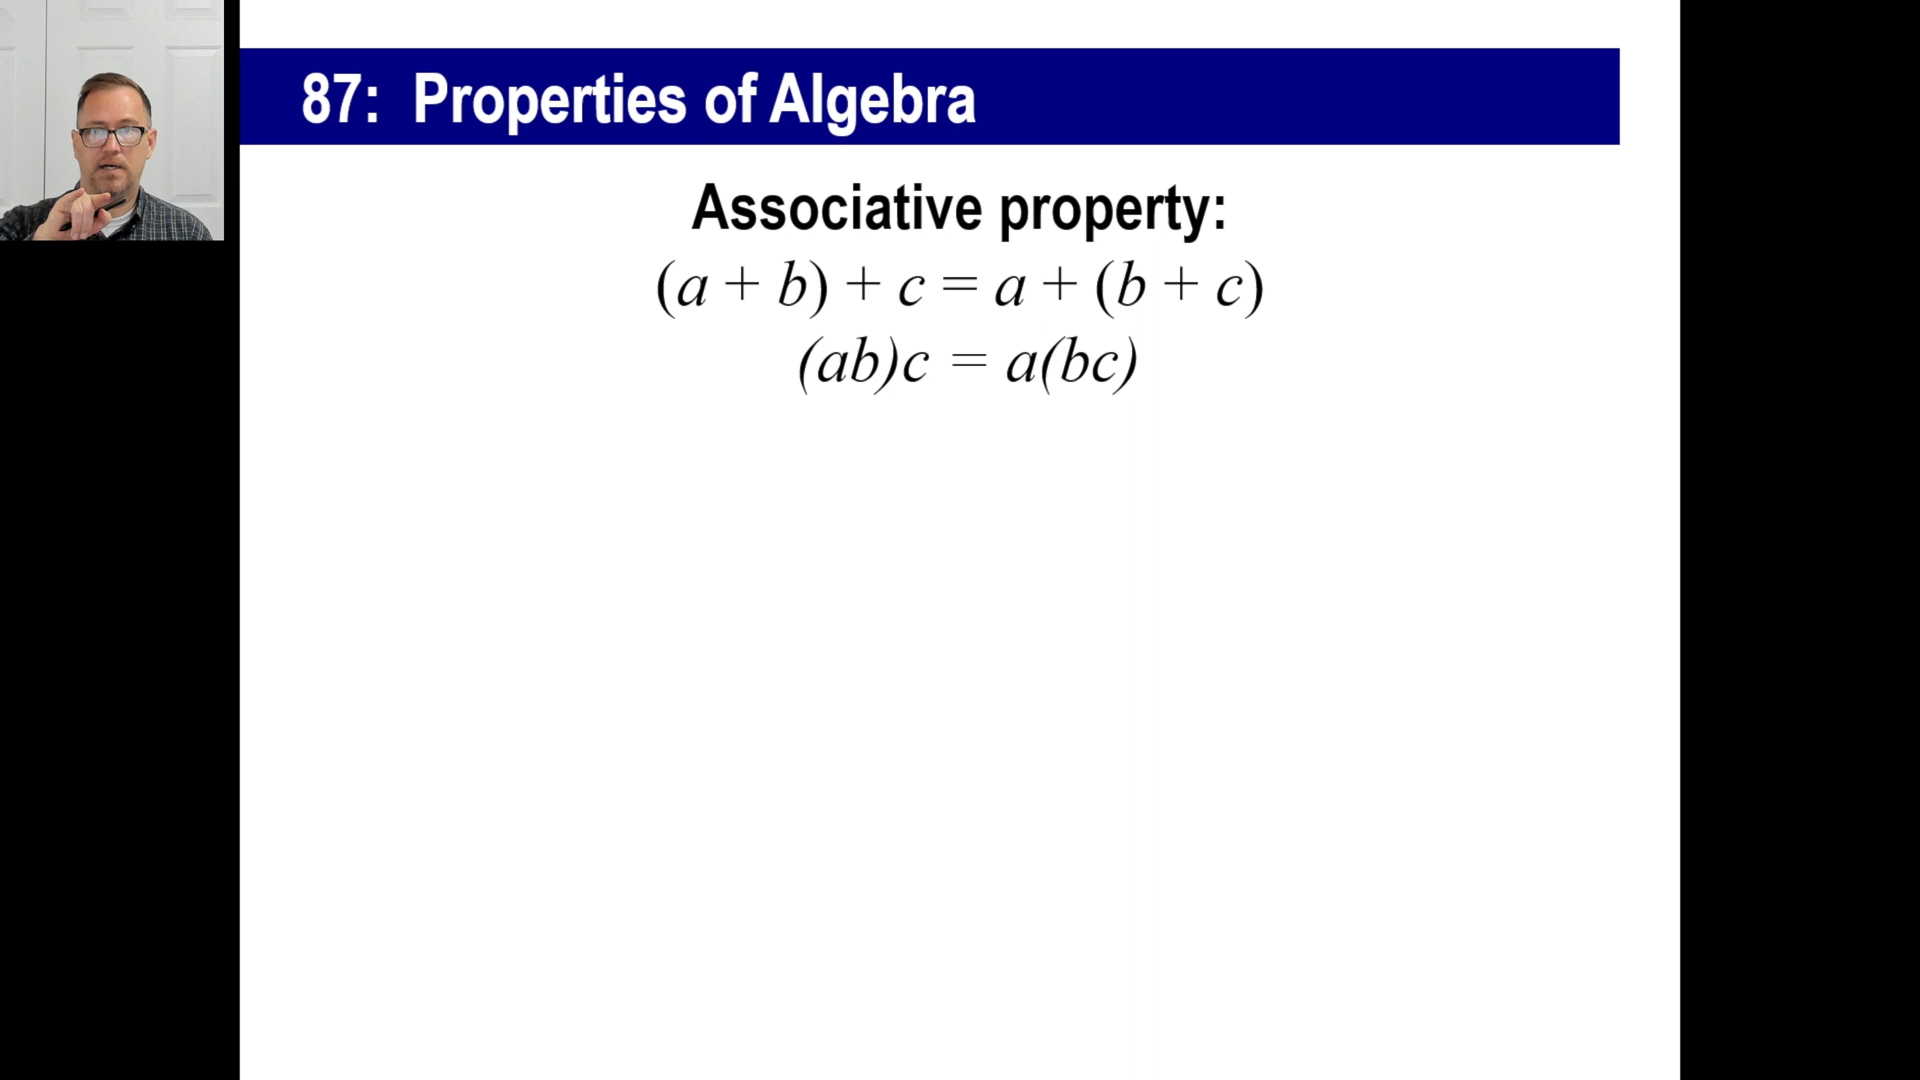 87: Properties of Algebra
Associative property:
(a + b) + c = a + (b + c)
(ab)c = a(bc)